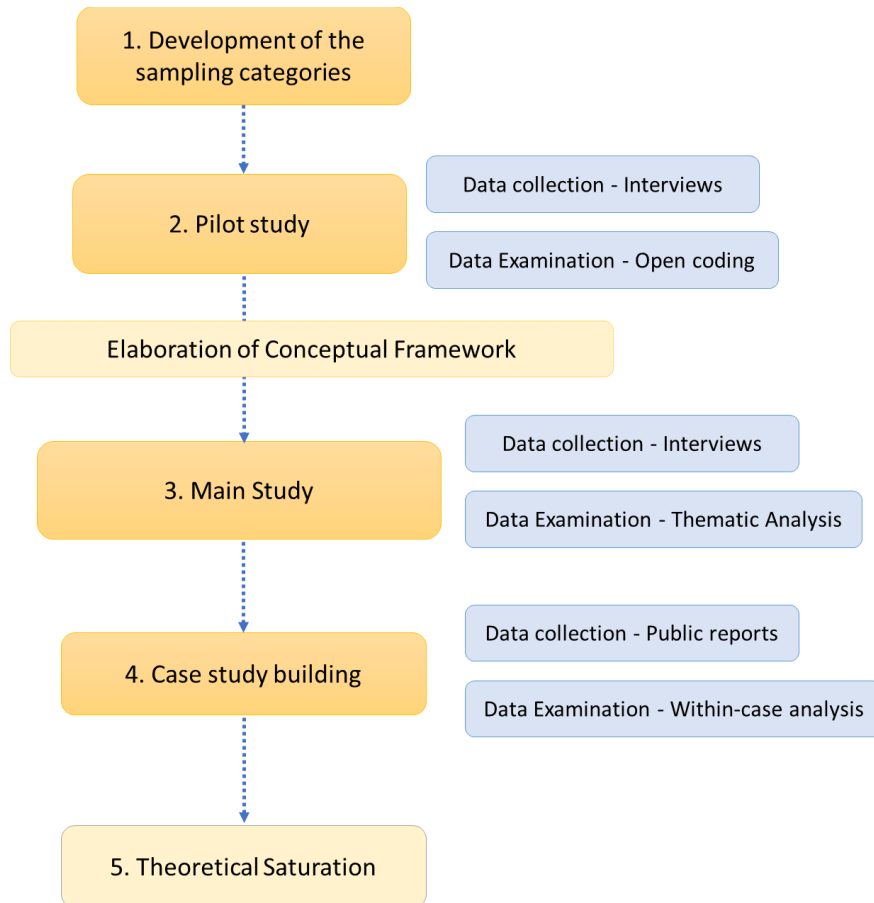 1. Development of the
sampling categories
2. Pilot study
Data collection - Interviews
Data Examination - Open coding
Elaboration of Conceptual Framework
3. Main Study
Data collection - Interviews
Data Examination - Thematic Analysis
4. Case study building
Data collection - Public reports
Data Examination - Within-case analysis
5. Theoretical Saturation